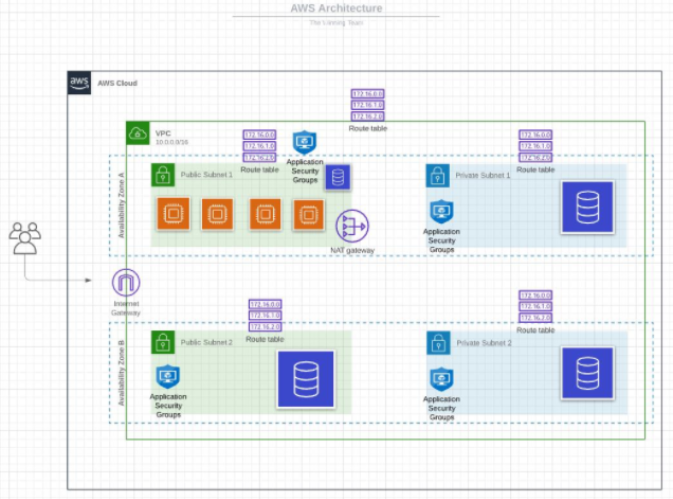 AWS Architecture
The Lorning Team
aws
AWS Cloud
172.16.0.0
172.16.1.0
172.16.2.0
Route table
VPC
10.0.0.0/16
172.16.0.0
172.16.1.0
172.16.2.0
Route table
Application
Security
Groups
172.16.0.0
172.16.1.0
172.16.2.0
Route table
Availability Zone A
Public Subnet 1
Private Subnet 1
Application
Security
Groups
NAT gateway
Internet
Gateway
172.16.0.0
172.16.1.0
172.16.2.0
Route table
172.16.0.0
172.16.1.0
172.16.2.0
Route table
Availability Zone B
Public Subnet 2
Private Subnet 2
Application
Security
Groups
Application
Security
Groups